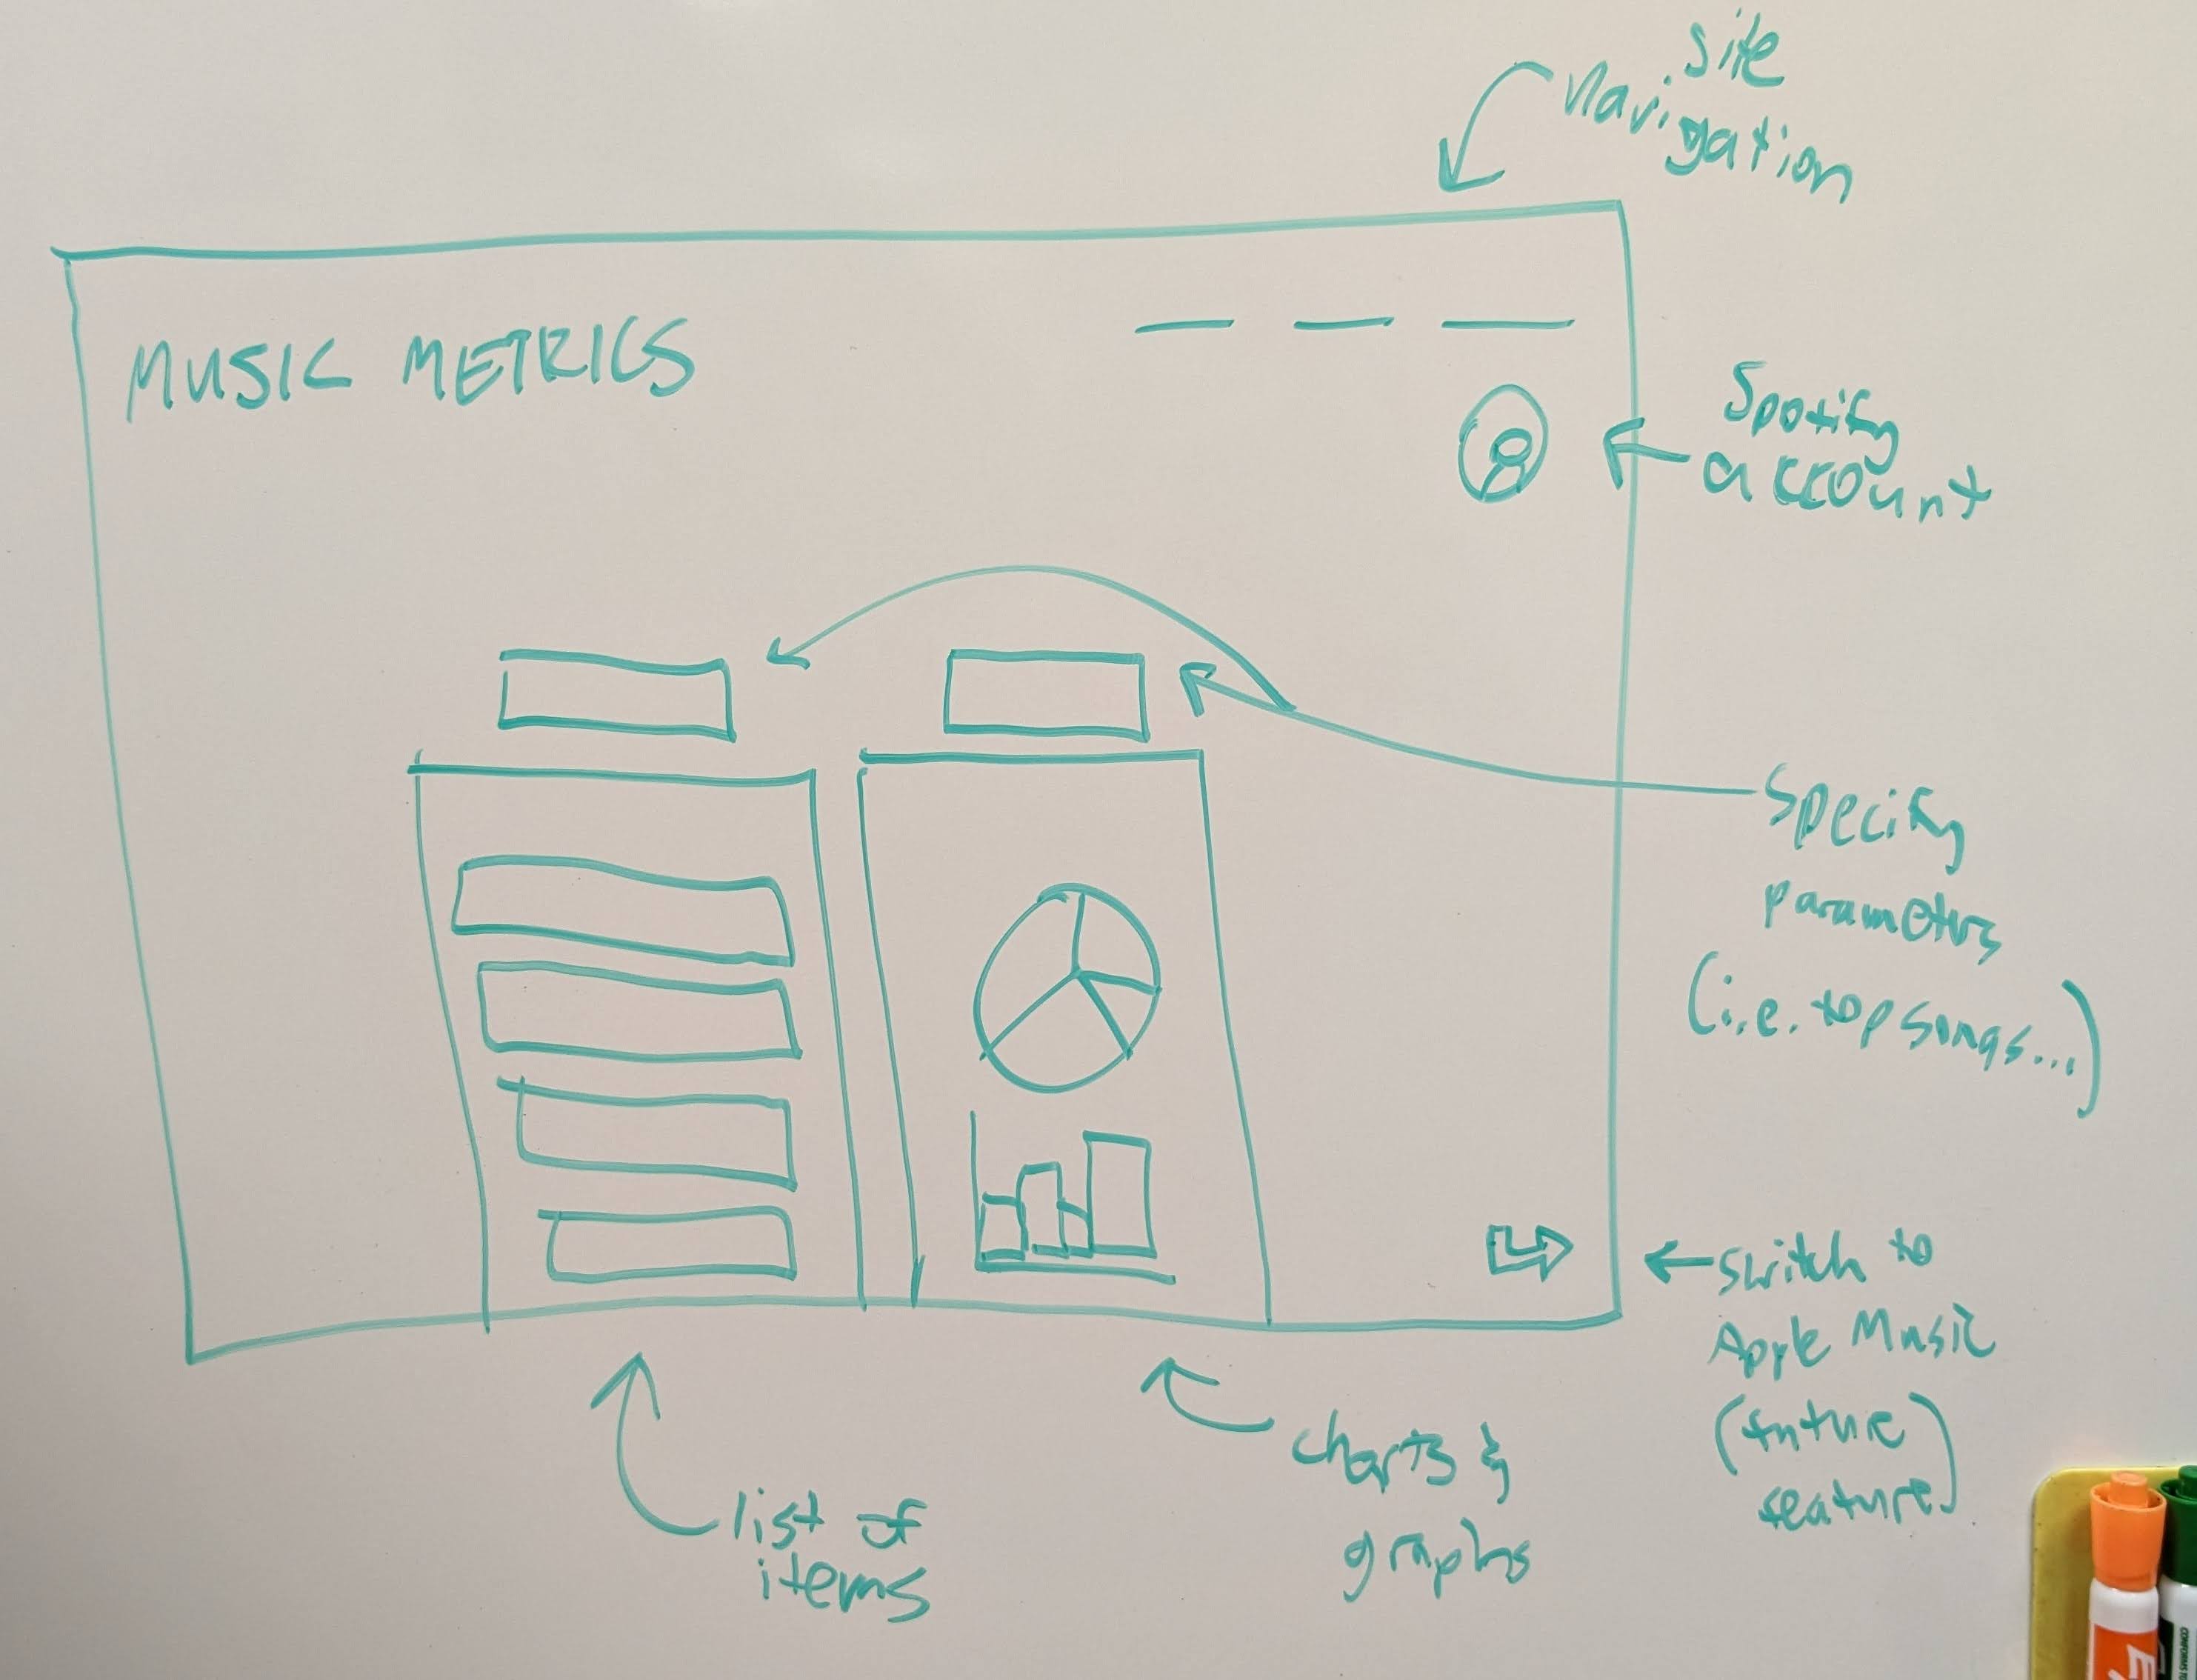 site
Navigation
MUSIC METRICS
Spotify
account
Specify
parameters
(i.e. top songs...)
switch to
Apple Music
(future
feature)
charts &
graphs
list of
items